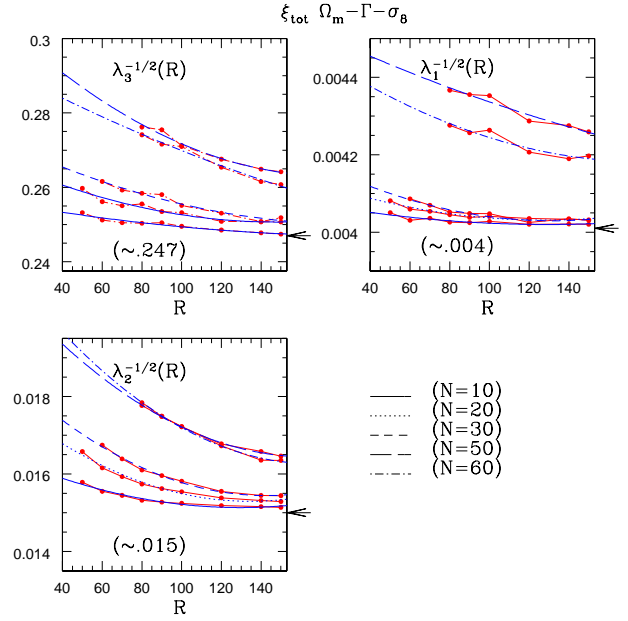 ξtot Ωm−Γ−σ8
0.3
0.28
0.26
0.24
λ3^−1/2(R)
(~.247)
40 60 80 100 120 140
R
0.0044
0.0042
0.004
λ1^−1/2(R)
(~.004)
40 60 80 100 120 140
R
0.018
0.016
0.014
λ2^−1/2(R)
(~.015)
40 60 80 100 120 140
R
(N=10)
(N=20)
(N=30)
(N=50)
(N=60)